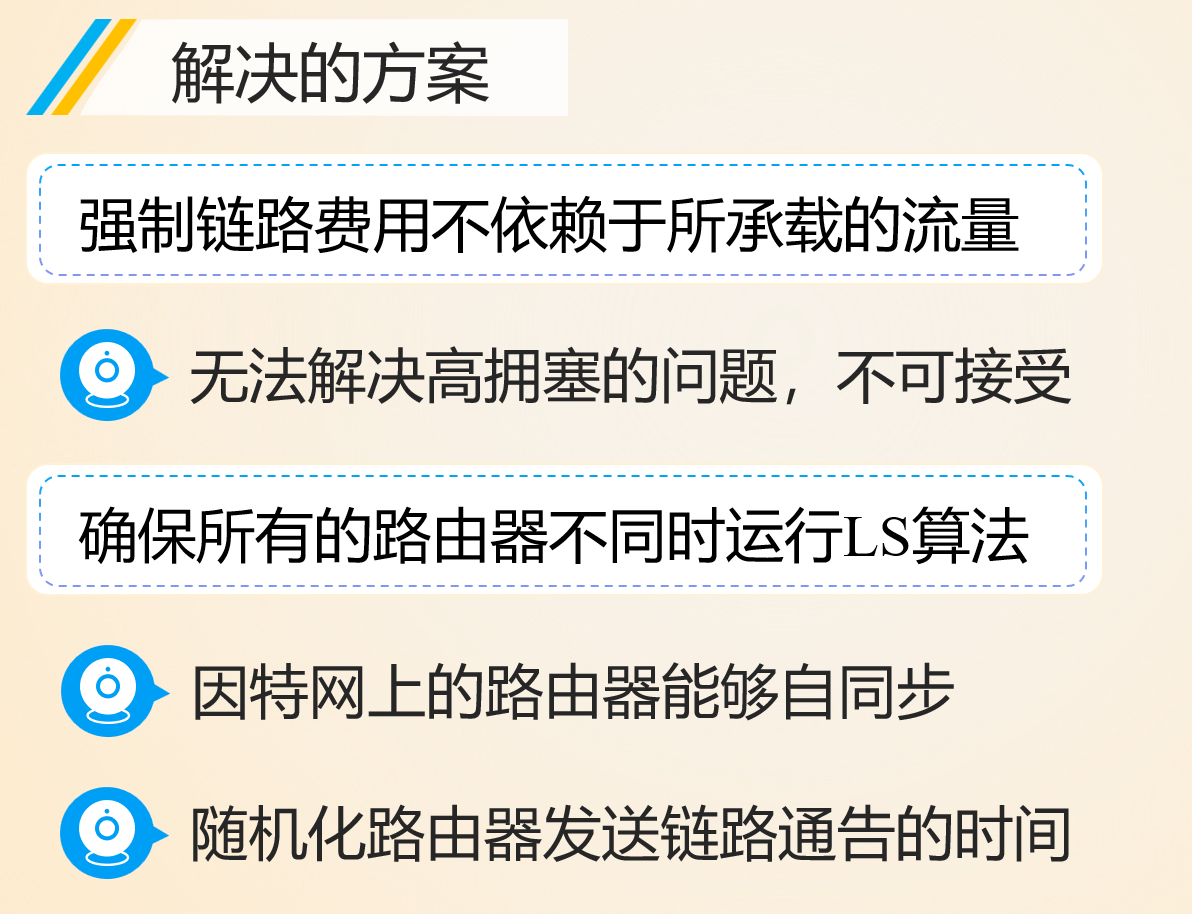 解决的方案
强制链路费用不依赖于所承载的流量
无法解决高拥塞的问题，不可接受
确保所有的路由器不同时运行LS算法
因特网上的路由器能够自同步
随机化路由器发送链路通告的时间